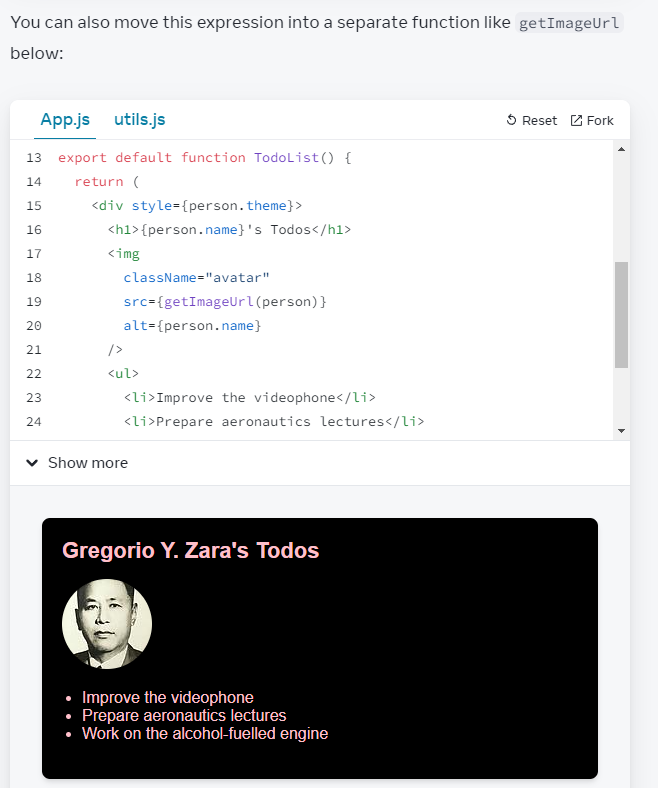 You can also move this expression into a separate function like getImageUrl
below:
App.js utils.js Reset Fork
13 export default function TodoList() {
14 return (
15 <div style={person.theme}>
16 <h1>{person.name}'s Todos</h1>
17 <img
18 className="avatar"
19 src={getImageUrl(person)}
20 alt={person.name}
21 />
22 <ul>
23 <li>Improve the videophone</li>
24 <li>Prepare aeronautics lectures</li>
Show more
Gregorio Y. Zara's Todos
• Improve the videophone
• Prepare aeronautics lectures
• Work on the alcohol-fuelled engine